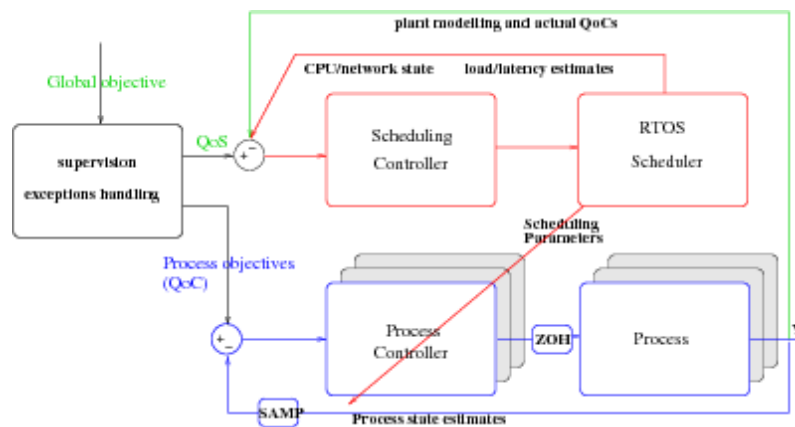 plant modelling and actual QoCs
CPU/network state load/latency estimates
Global objective
QoS
+
-
Scheduling
Controller
RTOS
Scheduler
supervision
exceptions handling
Scheduling
Parameters
Process objectives
(QoC)
+
-
Process
Controller
ZOH
Process
SAMP
Process state estimates